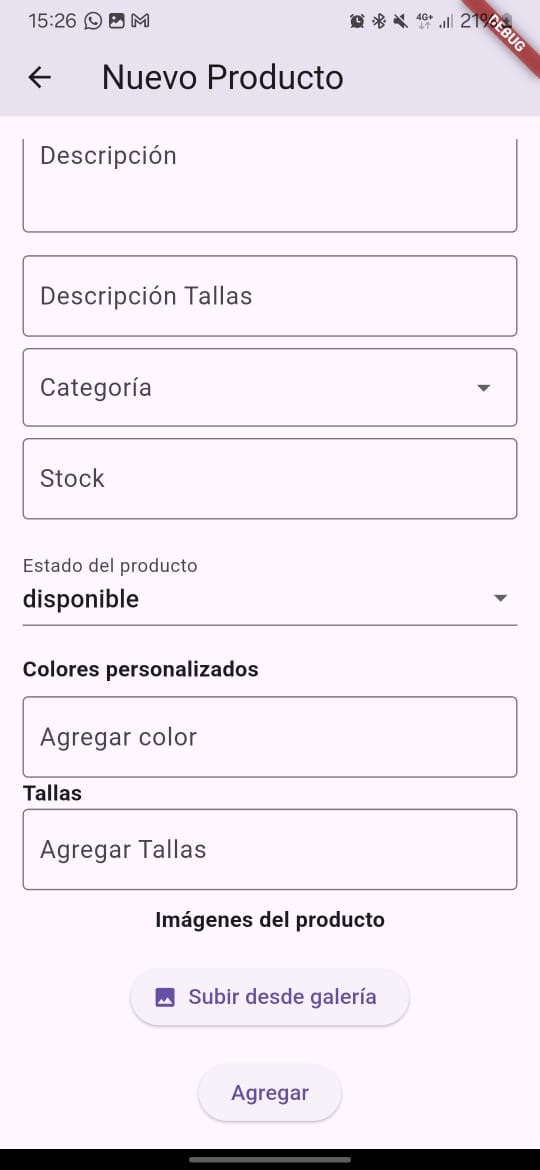 15:26 4G+ 21%
DEBUG
Nuevo Producto
Descripción
Descripción Tallas
Categoría
Stock
Estado del producto
disponible
Colores personalizados
Agregar color
Tallas
Agregar Tallas
Imágenes del producto
Subir desde galería
Agregar